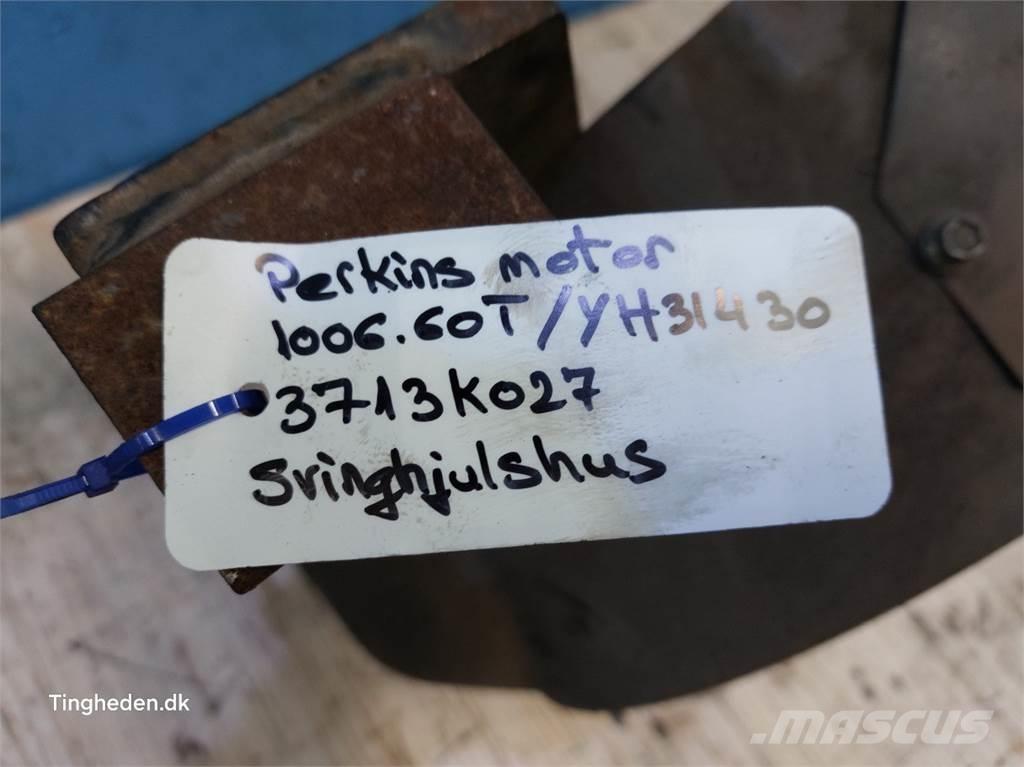 Perkins motor
1006.60T/YH31430
3713K027
Svinghjulshus
Tingheden.dk
MASCUS